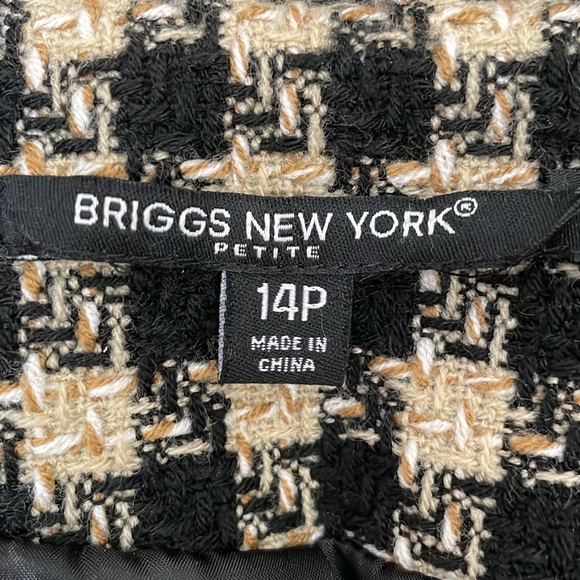 BRIGGS NEW YORK®
PETITE
14P
MADE IN
CHINA